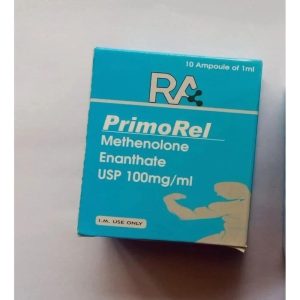 10 Ampoule of 1ml
RA
PrimoRel
Methenolone
Enanthate
USP 100mg/ml
I.M. USE ONLY